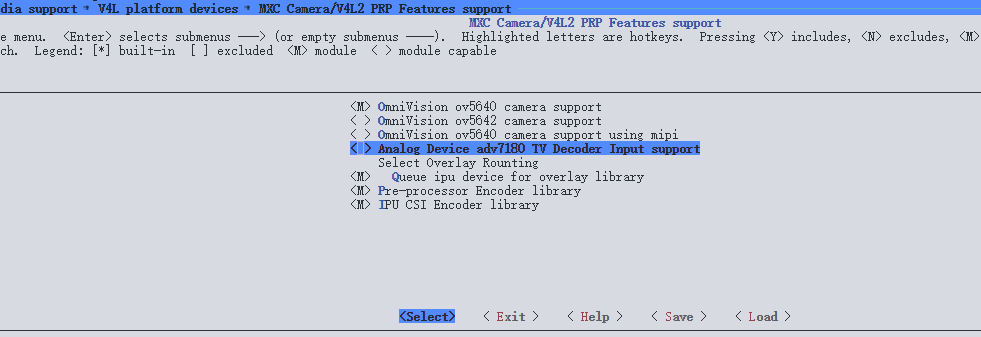 dia support → V4L platform devices → MXC Camera/V4L2 PRP Features support
MXC Camera/V4L2 PRP Features support
e menu.  <Enter> selects submenus ---> (or empty submenus ----).  Highlighted letters are hotkeys.  Pressing <Y> includes, <N> excludes, <M>
ch.  Legend: [*] built-in  [ ] excluded  <M> module  < > module capable
<M> OmniVision ov5640 camera support
< > OmniVision ov5642 camera support
< > OmniVision ov5640 camera support using mipi
< > Analog Device adv7180 TV Decoder Input support
Select Overlay Rounting
<M>   Queue ipu device for overlay library
<M> Pre-processor Encoder library
<M> IPU CSI Encoder library
<Select>    < Exit >    < Help >    < Save >    < Load >